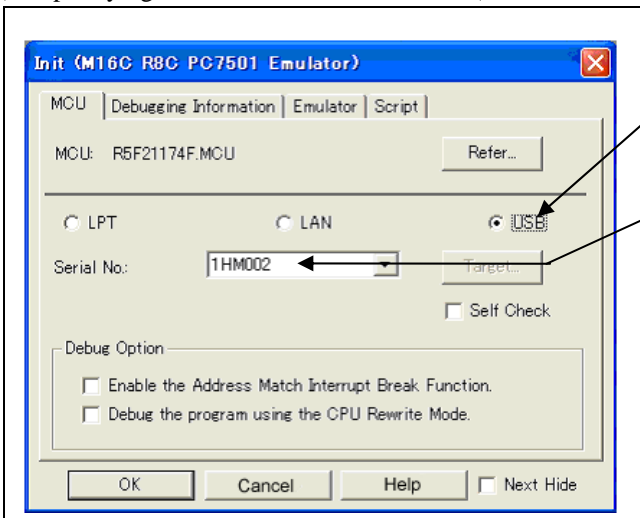 Init (M16C R8C PC7501 Emulator)
MCU Debugging Information Emulator Script
MCU: R5F21174F.MCU Refer...
LPT LAN USB
Serial No.: 1HM002 Target...
Self Check
Debug Option
Enable the Address Match Interrupt Break Function.
Debug the program using the CPU Rewrite Mode.
OK Cancel Help Next Hide